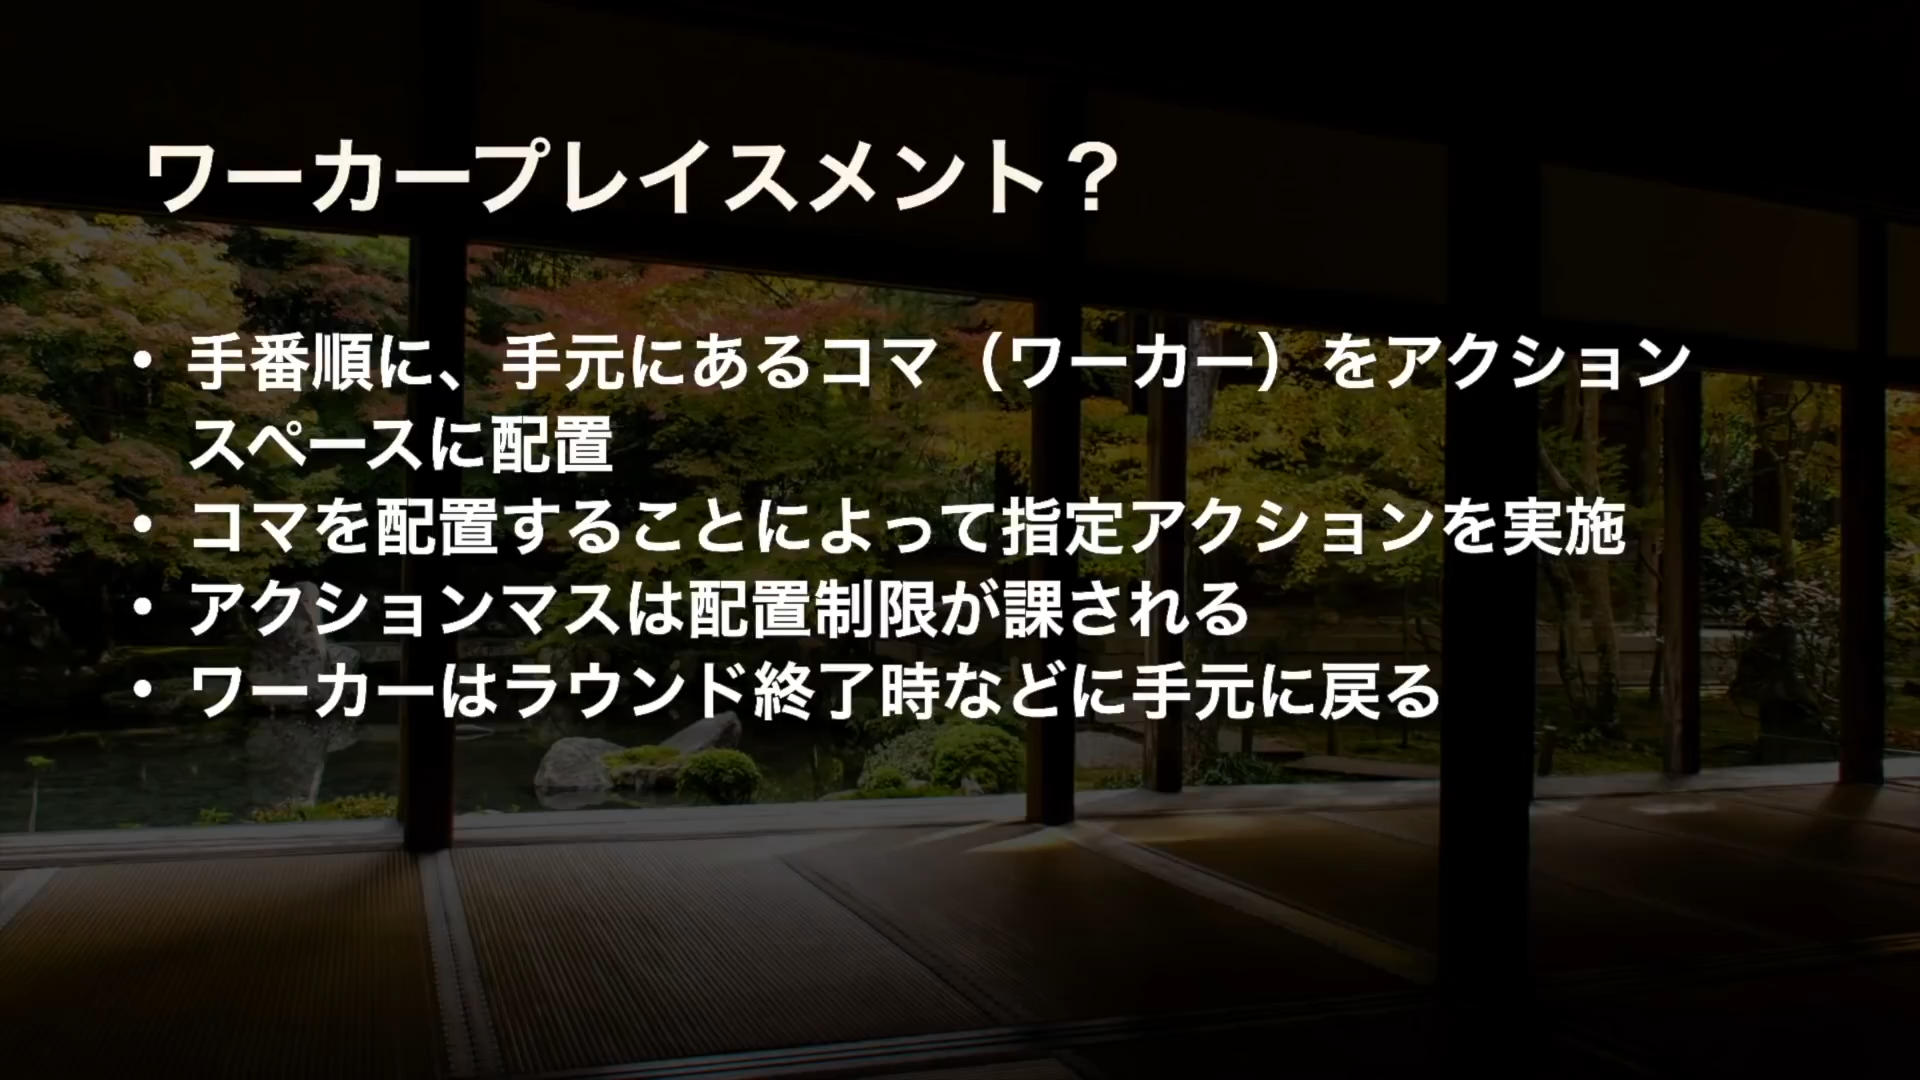 ワーカープレイスメント？
• 手番順に、手元にあるコマ（ワーカー）をアクション
スペースに配置
• コマを配置することによって指定アクションを実施
• アクションマスは配置制限が課される
• ワーカーはラウンド終了時などに手元に戻る